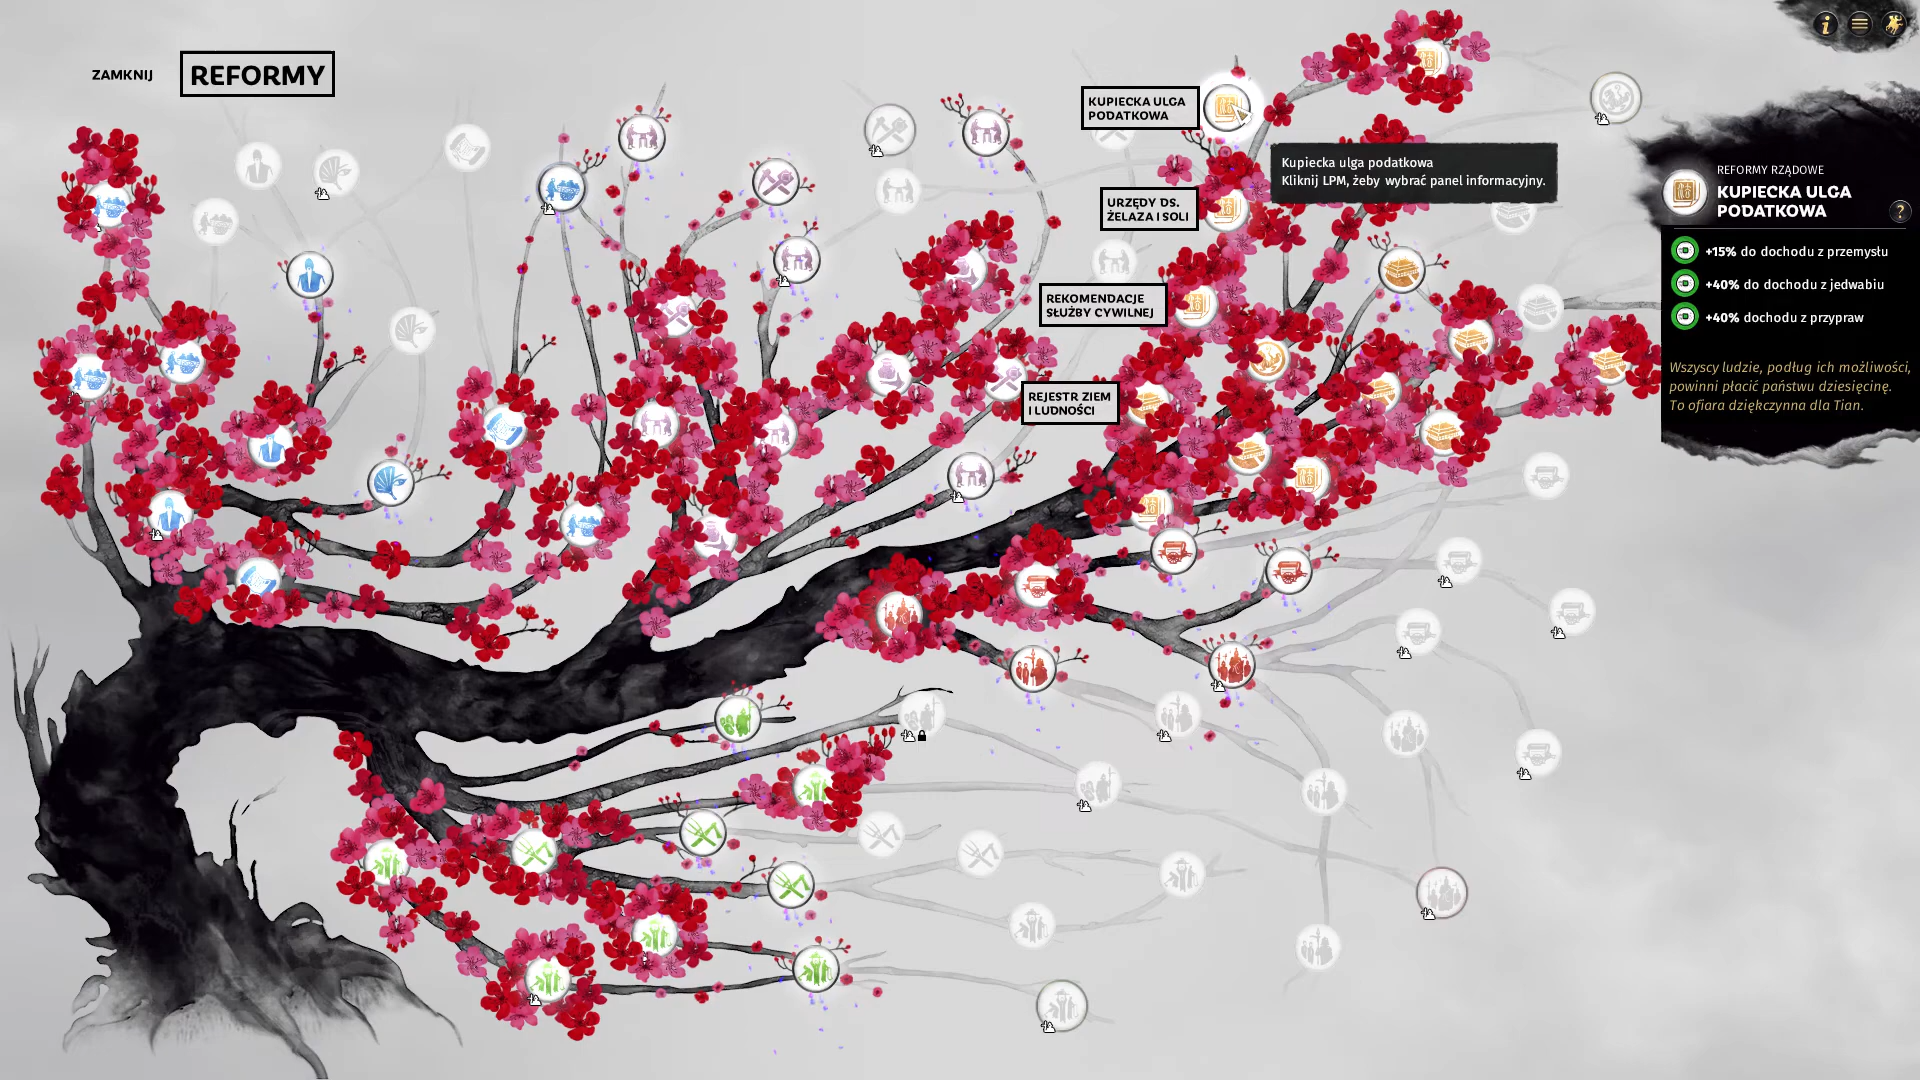 ZAMKNIJ
REFORMY
KUPIECKA ULGA
PODATKOWA
Kupiecka ulga podatkowa
Kliknij LPM, żeby wybrać panel informacyjny.
URZĘDY DS.
ŻELAZA I SOLI
REKOMENDACJE
SŁUŻBY CYWILNEJ
REJESTR ZIEM
I LUDNOŚCI
REFORMY RZĄDOWE
KUPIECKA ULGA
PODATKOWA
?
+15% do dochodu z przemysłu
+40% do dochodu z jedwabiu
+40% dochodu z przypraw
Wszyscy ludzie, podług ich możliwości,
powinni płacić państwu dziesięcinę.
To ofiara dziękczynna dla Tian.